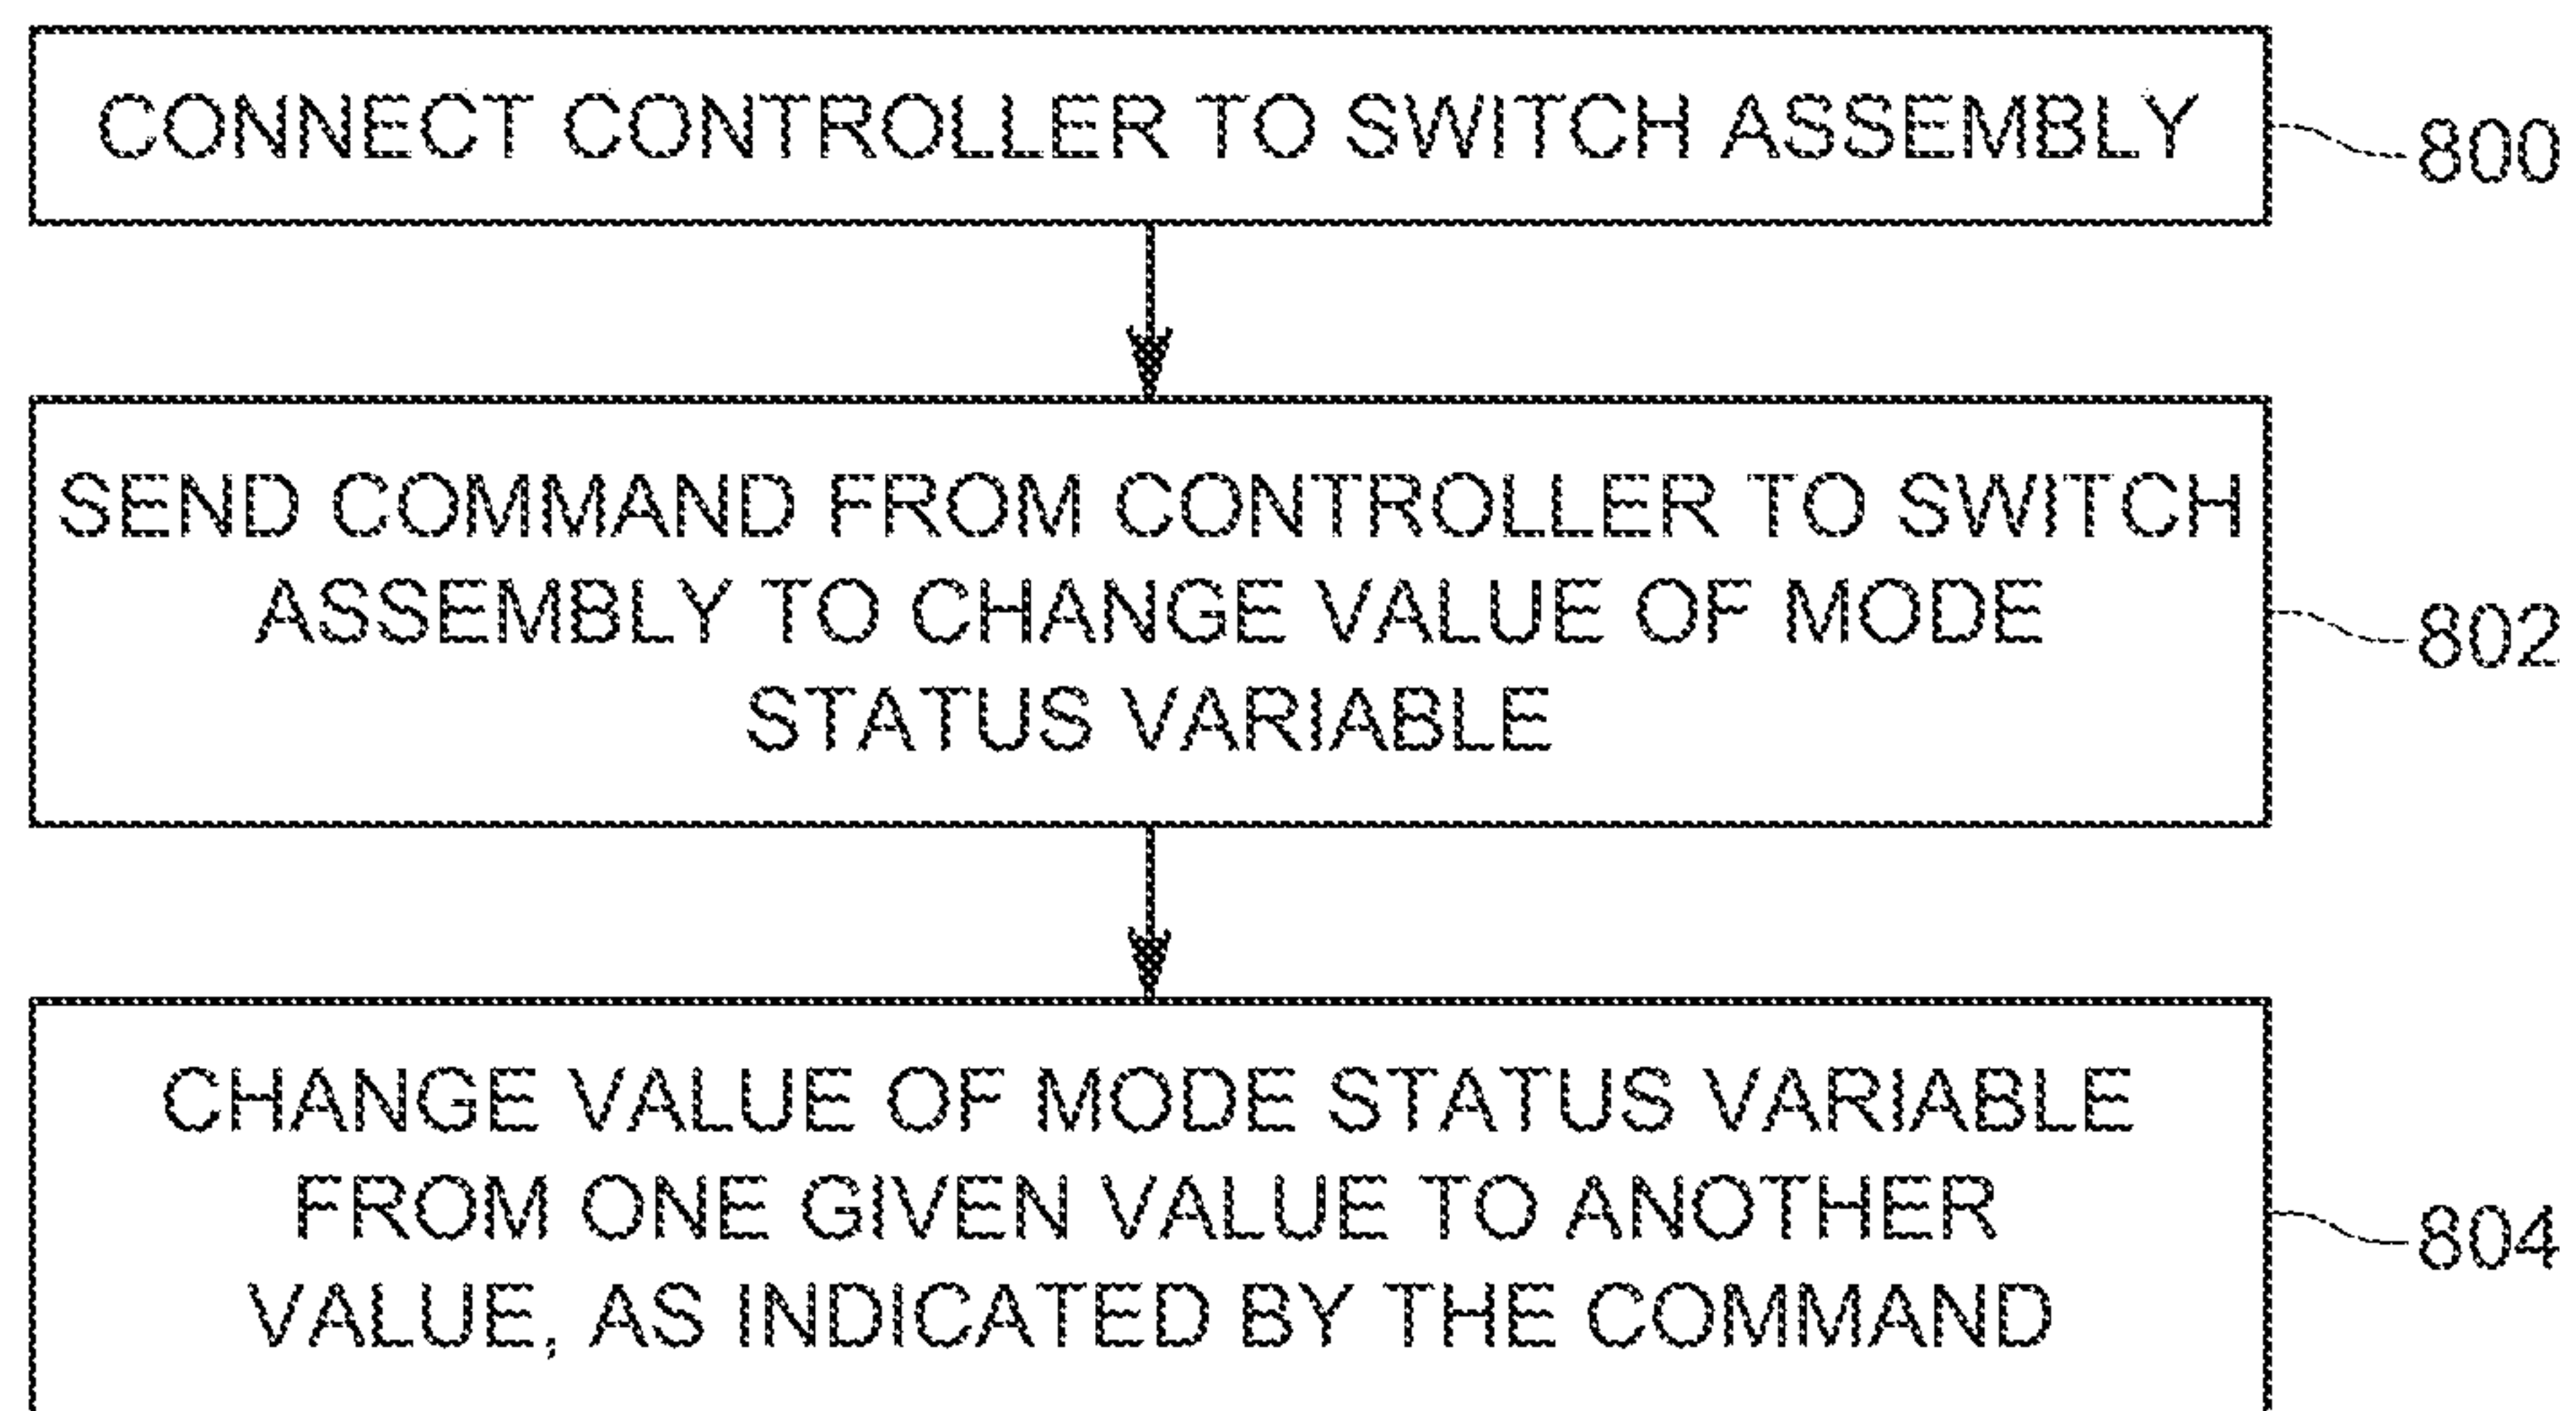 CONNECT CONTROLLER TO SWITCH ASSEMBLY
800
SEND COMMAND FROM CONTROLLER TO SWITCH
ASSEMBLY TO CHANGE VALUE OF MODE
STATUS VARIABLE
802
CHANGE VALUE OF MODE STATUS VARIABLE
FROM ONE GIVEN VALUE TO ANOTHER
VALUE, AS INDICATED BY THE COMMAND
804